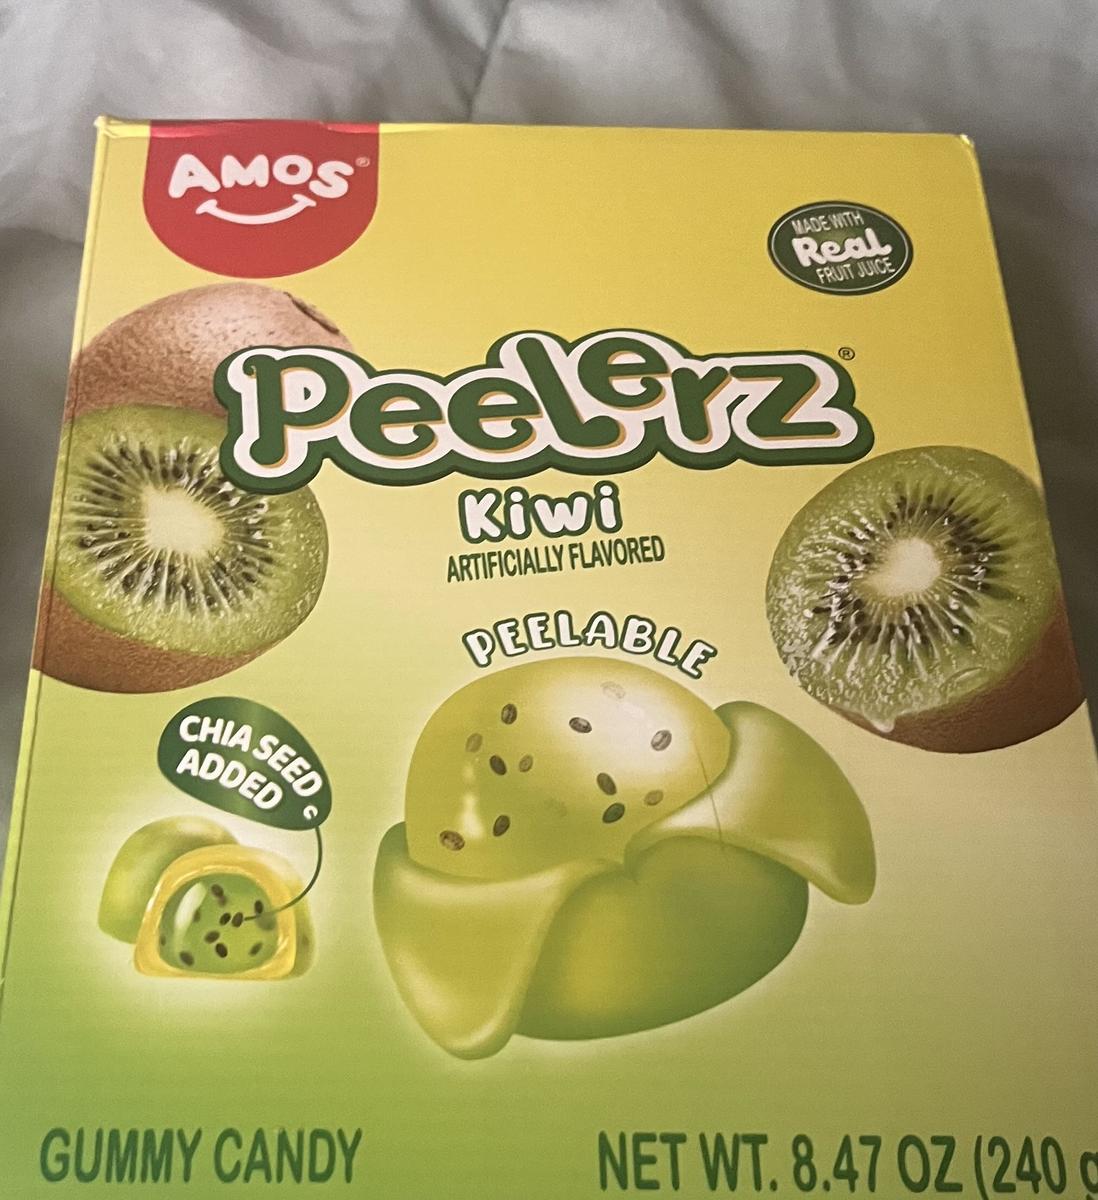 AMOS®
MADE WITH
Real
FRUIT JUICE
Peelerz®
Kiwi
ARTIFICIALLY FLAVORED
PEELABLE
CHIA SEED
ADDED
GUMMY CANDY
NET WT. 8.47 OZ (240 g